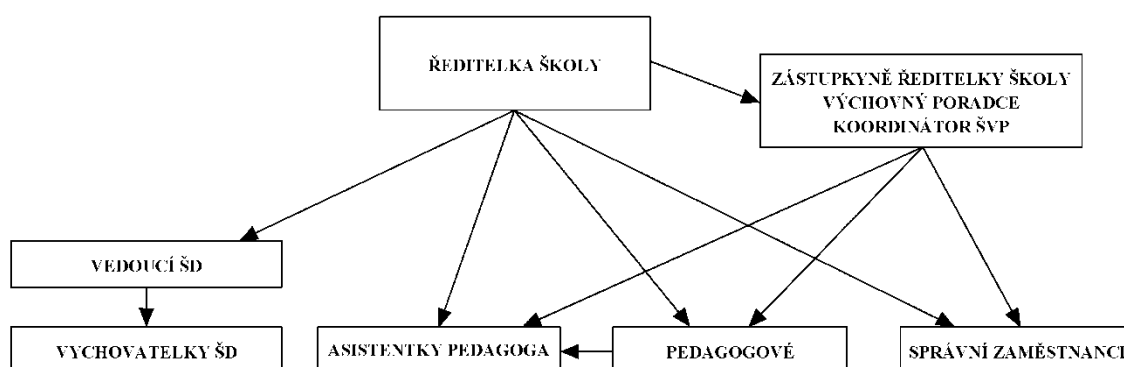 ŘEDITELKA ŠKOLY
ZÁSTUPKYNĚ ŘEDITELKY ŠKOLY
VÝCHOVNÝ PORADCE
KOORDINÁTOR ŠVP
VEDOUCÍ ŠD
VYCHOVATELKY ŠD
ASISTENTKY PEDAGOGA
PEDAGOGOVÉ
SPRÁVNÍ ZAMĚSTNANCI